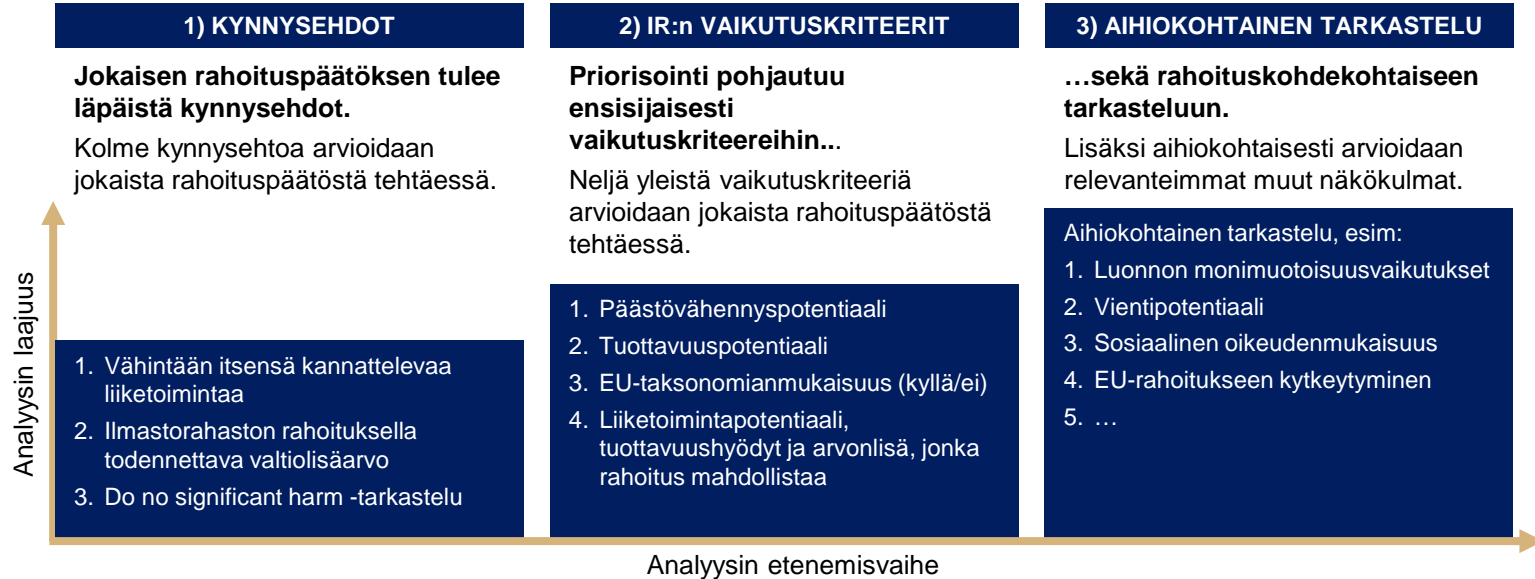 1) KYNNYSEHDOT
Jokaisen rahoituspäätöksen tulee
läpäistä kynnysehdot.
Kolme kynnysehtoa arvioidaan
jokaista rahoituspäätöstä tehtäessä.
1. Vähintään itsensä kannattelevaa
liiketoimintaa
2. Ilmastorahaston rahoituksella
todennettava valtiolisäarvo
3. Do no significant harm -tarkastelu
2) IR:n VAIKUTUSKRITEERIT
Priorisointi pohjautuu
ensisijaisesti
vaikutuskriteereihin...
Neljä yleistä vaikutuskriteeriä
arvioidaan jokaista rahoituspäätöstä
tehtäessä.
1. Päästövähennyspotentiaali
2. Tuottavuuspotentiaali
3. EU-taksonomianmukaisuus (kyllä/ei)
4. Liiketoimintapotentiaali,
tuottavuushyödyt ja arvonlisä, jonka
rahoitus mahdollistaa
3) AIHIOKOHTAINEN TARKASTELU
…sekä rahoituskohdekohtaiseen
tarkasteluun.
Lisäksi aihiokohtaisesti arvioidaan
relevanteimmat muut näkökulmat.
Aihiokohtainen tarkastelu, esim:
1. Luonnon monimuotoisuusvaikutukset
2. Vientipotentiaali
3. Sosiaalinen oikeudenmukaisuus
4. EU-rahoitukseen kytkeytyminen
5. …
Analyysin laajuus
Analyysin etenemisvaihe